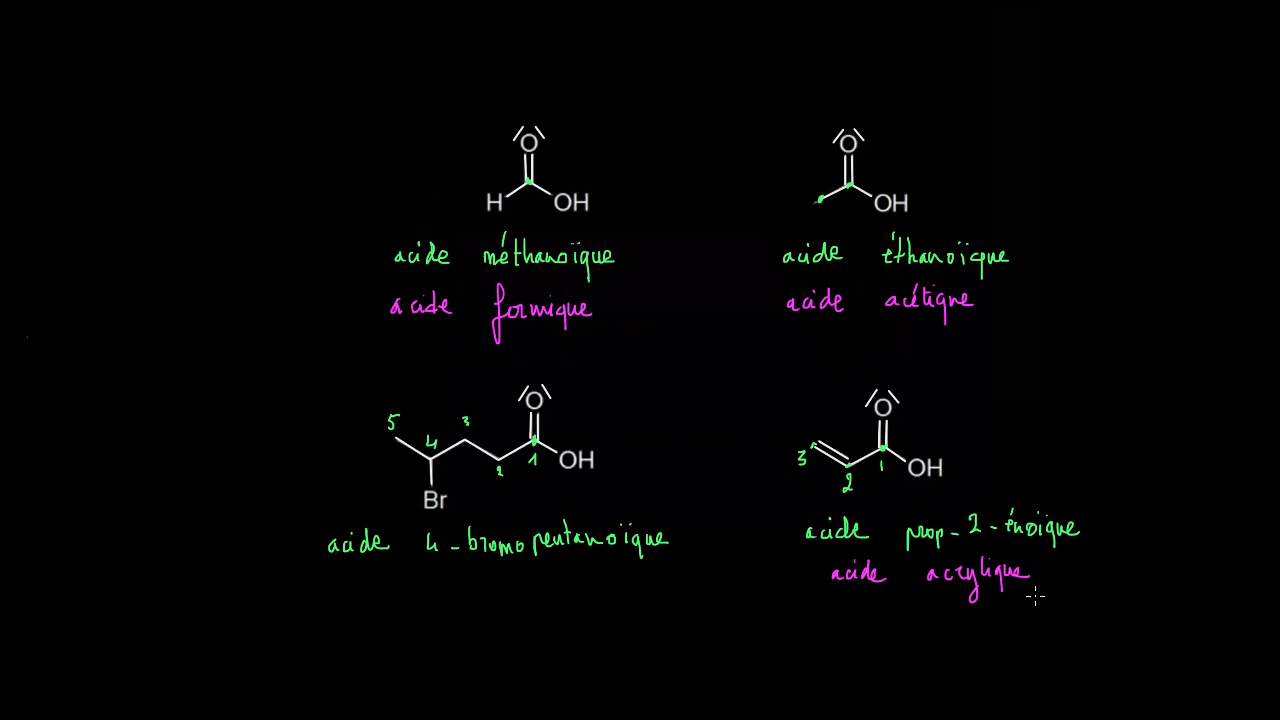 O O
H OH OH
acide méthanoïque acide éthanoïque
acide formique acide acétique
O O
5 4 3 2 1 OH 3 2 1 OH
Br
acide 4-bromopentanoïque acide prop-2-énoïque
acide acrylique